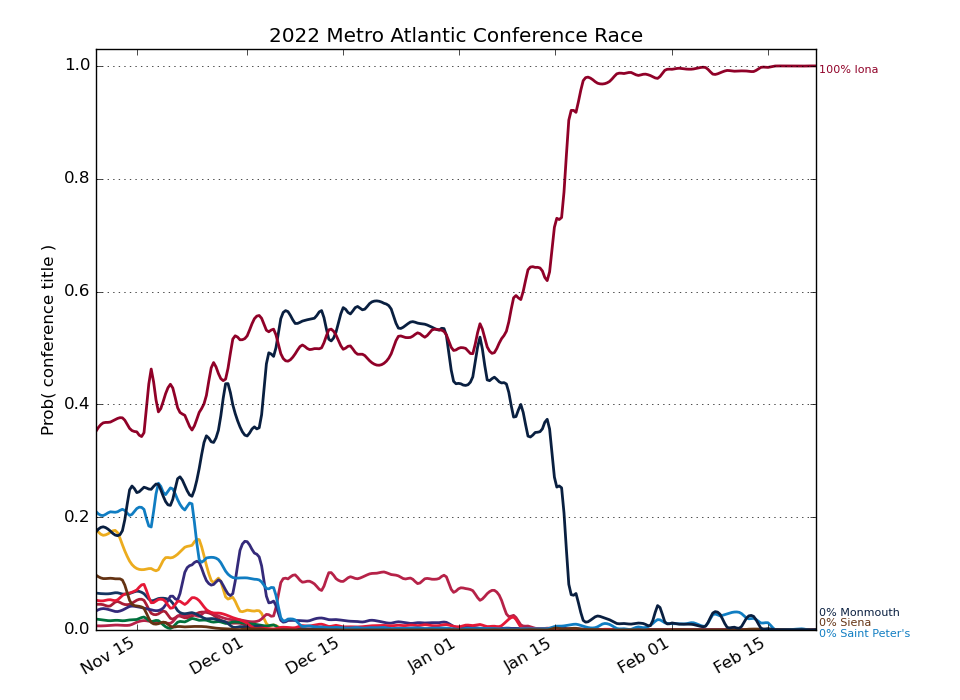 2022 Metro Atlantic Conference Race
Prob( conference title )
1.0
0.8
0.6
0.4
0.2
0.0
100% Iona
0% Monmouth
0% Siena
0% Saint Peter's
Nov 15
Dec 01
Dec 15
Jan 01
Jan 15
Feb 01
Feb 15